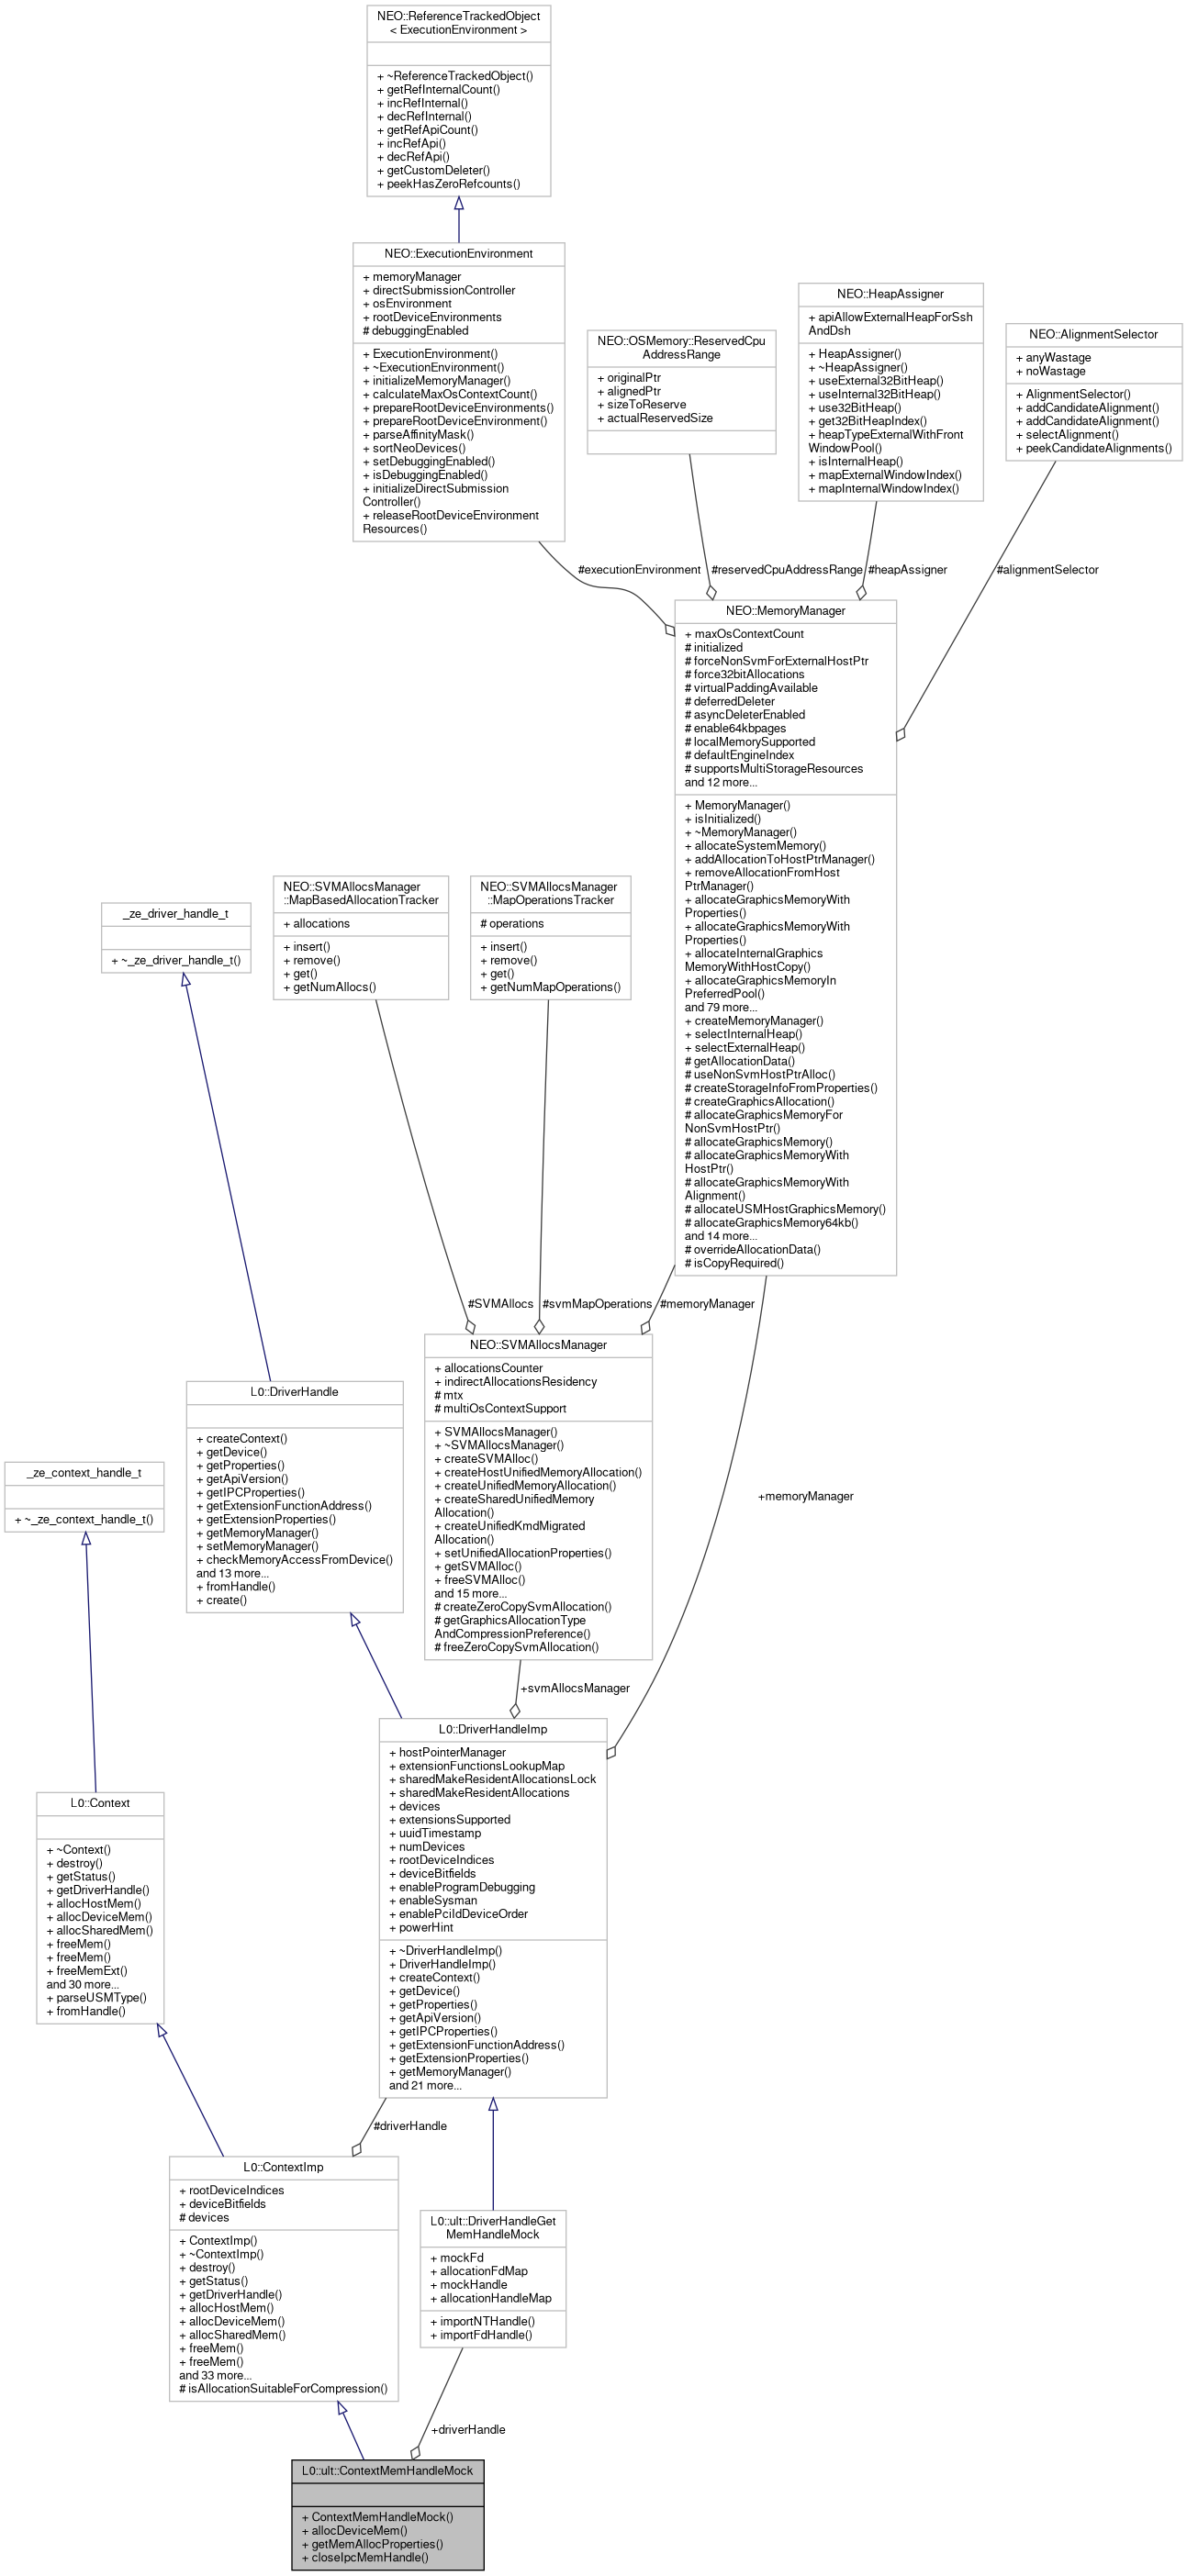 NEO::ReferenceTrackedObject
< ExecutionEnvironment >
+ ~ReferenceTrackedObject()
+ getRefInternalCount()
+ incRefInternal()
+ decRefInternal()
+ getRefApiCount()
+ incRefApi()
+ decRefApi()
+ getCustomDeleter()
+ peekHasZeroRefcounts()
NEO::ExecutionEnvironment
+ memoryManager
+ directSubmissionController
+ osEnvironment
+ rootDeviceEnvironments
# debuggingEnabled
+ ExecutionEnvironment()
+ ~ExecutionEnvironment()
+ initializeMemoryManager()
+ calculateMaxOsContextCount()
+ prepareRootDeviceEnvironments()
+ prepareRootDeviceEnvironment()
+ parseAffinityMask()
+ sortNeoDevices()
+ setDebuggingEnabled()
+ isDebuggingEnabled()
+ initializeDirectSubmission
Controller()
+ releaseRootDeviceEnvironment
Resources()
NEO::OSMemory::ReservedCpu
AddressRange
+ originalPtr
+ alignedPtr
+ sizeToReserve
+ actualReservedSize
NEO::HeapAssigner
+ apiAllowExternalHeapForSsh
AndDsh
+ HeapAssigner()
+ ~HeapAssigner()
+ useExternal32BitHeap()
+ useInternal32BitHeap()
+ use32BitHeap()
+ get32BitHeapIndex()
+ heapTypeExternalWithFront
WindowPool()
+ isInternalHeap()
+ mapExternalWindowIndex()
+ mapInternalWindowIndex()
NEO::AlignmentSelector
+ anyWastage
+ noWastage
+ AlignmentSelector()
+ addCandidateAlignment()
+ addCandidateAlignment()
+ selectAlignment()
+ peekCandidateAlignments()
#executionEnvironment
#reservedCpuAddressRange
#heapAssigner
#alignmentSelector
NEO::MemoryManager
+ maxOsContextCount
# initialized
# forceNonSvmForExternalHostPtr
# force32bitAllocations
# virtualPaddingAvailable
# deferredDeleter
# asyncDeleterEnabled
# enable64kbpages
# localMemorySupported
# defaultEngineIndex
# supportsMultiStorageResources
and 12 more...
+ MemoryManager()
+ isInitialized()
+ ~MemoryManager()
+ allocateSystemMemory()
+ addAllocationToHostPtrManager()
+ removeAllocationFromHost
PtrManager()
+ allocateGraphicsMemoryWith
Properties()
+ allocateGraphicsMemoryWith
Properties()
+ allocateInternalGraphics
MemoryWithHostCopy()
+ allocateGraphicsMemoryIn
PreferredPool()
and 79 more...
+ createMemoryManager()
+ selectInternalHeap()
+ selectExternalHeap()
# getAllocationData()
# useNonSvmHostPtrAlloc()
# createStorageInfoFromProperties()
# createGraphicsAllocation()
# allocateGraphicsMemoryFor
NonSvmHostPtr()
# allocateGraphicsMemory()
# allocateGraphicsMemoryWith
HostPtr()
# allocateGraphicsMemoryWith
Alignment()
# allocateUSMHostGraphicsMemory()
# allocateGraphicsMemory64kb()
and 14 more...
# overrideAllocationData()
# isCopyRequired()
NEO::SVMAllocsManager
::MapBasedAllocationTracker
+ allocations
+ insert()
+ remove()
+ get()
+ getNumAllocs()
NEO::SVMAllocsManager
::MapOperationsTracker
# operations
+ insert()
+ remove()
+ get()
+ getNumMapOperations()
_ze_driver_handle_t
+ ~_ze_driver_handle_t()
#SVMAllocs
#svmMapOperations
#memoryManager
NEO::SVMAllocsManager
+ allocationsCounter
+ indirectAllocationsResidency
# mtx
# multiOsContextSupport
+ SVMAllocsManager()
+ ~SVMAllocsManager()
+ createSVMAlloc()
+ createHostUnifiedMemoryAllocation()
+ createUnifiedMemoryAllocation()
+ createSharedUnifiedMemory
Allocation()
+ createUnifiedKmdMigrated
Allocation()
+ setUnifiedAllocationProperties()
+ getSVMAlloc()
+ freeSVMAlloc()
and 15 more...
# createZeroCopySvmAllocation()
# getGraphicsAllocationType
AndCompressionPreference()
# freeZeroCopySvmAllocation()
L0::DriverHandle
+ createContext()
+ getDevice()
+ getProperties()
+ getApiVersion()
+ getIPCProperties()
+ getExtensionFunctionAddress()
+ getExtensionProperties()
+ getMemoryManager()
+ setMemoryManager()
+ checkMemoryAccessFromDevice()
and 13 more...
+ fromHandle()
+ create()
_ze_context_handle_t
+ ~_ze_context_handle_t()
+memoryManager
+svmAllocsManager
L0::DriverHandleImp
+ hostPointerManager
+ extensionFunctionsLookupMap
+ sharedMakeResidentAllocationsLock
+ sharedMakeResidentAllocations
+ devices
+ extensionsSupported
+ uuidTimestamp
+ numDevices
+ rootDeviceIndices
+ deviceBitfields
+ enableProgramDebugging
+ enableSysman
+ enablePciIdDeviceOrder
+ powerHint
+ ~DriverHandleImp()
+ DriverHandleImp()
+ createContext()
+ getDevice()
+ getProperties()
+ getApiVersion()
+ getIPCProperties()
+ getExtensionFunctionAddress()
+ getExtensionProperties()
+ getMemoryManager()
and 21 more...
L0::Context
+ ~Context()
+ destroy()
+ getStatus()
+ getDriverHandle()
+ allocHostMem()
+ allocDeviceMem()
+ allocSharedMem()
+ freeMem()
+ freeMem()
+ freeMemExt()
and 30 more...
+ parseUSMType()
+ fromHandle()
#driverHandle
L0::ContextImp
+ rootDeviceIndices
+ deviceBitfields
# devices
+ ContextImp()
+ ~ContextImp()
+ destroy()
+ getStatus()
+ getDriverHandle()
+ allocHostMem()
+ allocDeviceMem()
+ allocSharedMem()
+ freeMem()
+ freeMem()
and 33 more...
# isAllocationSuitableForCompression()
L0::ult::DriverHandleGet
MemHandleMock
+ mockFd
+ allocationFdMap
+ mockHandle
+ allocationHandleMap
+ importNTHandle()
+ importFdHandle()
+driverHandle
L0::ult::ContextMemHandleMock
+ ContextMemHandleMock()
+ allocDeviceMem()
+ getMemAllocProperties()
+ closeIpcMemHandle()